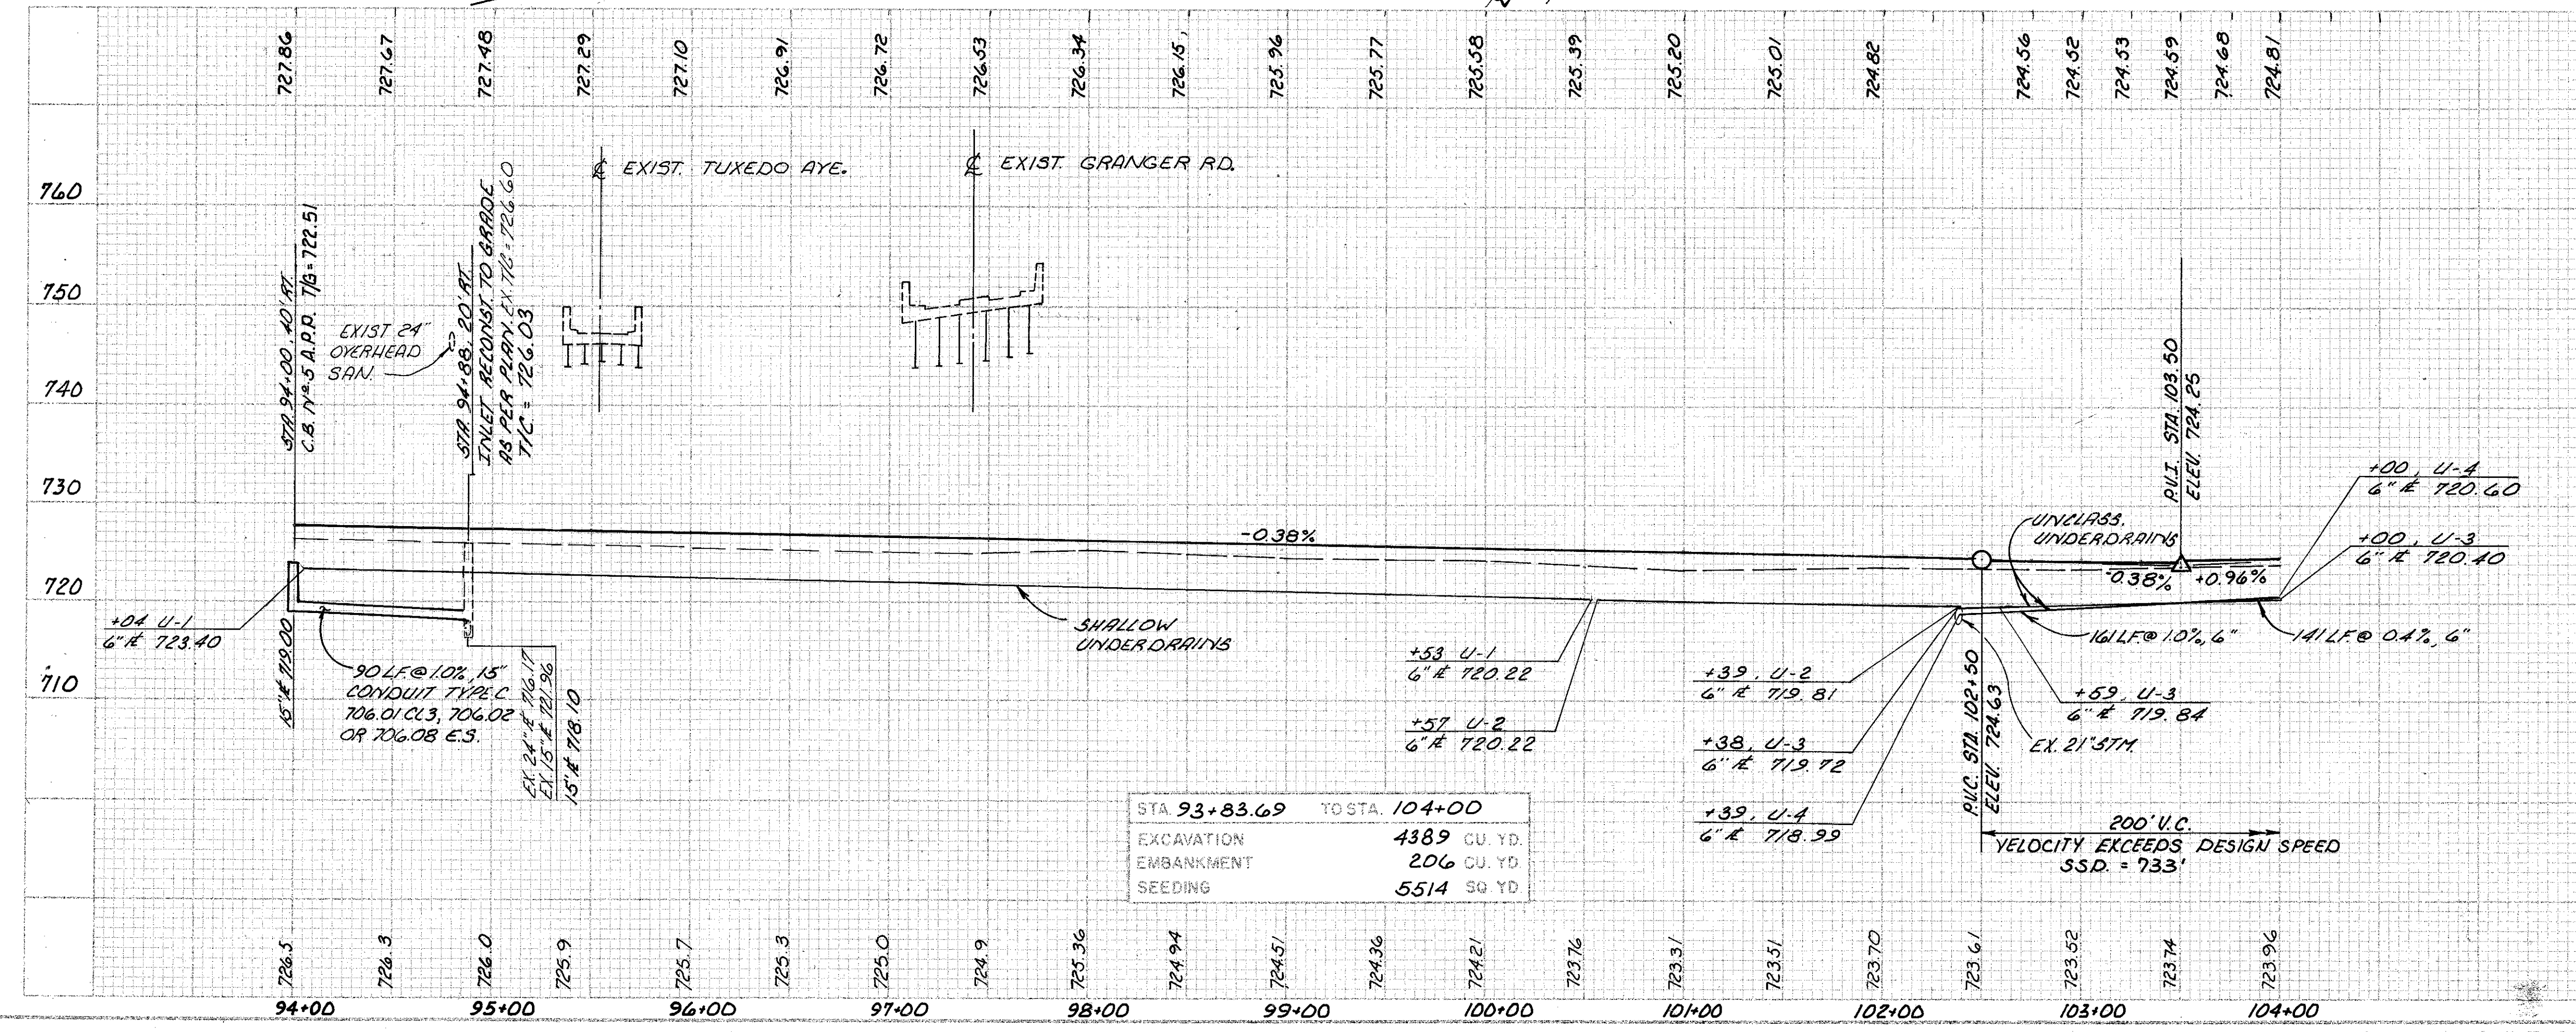 727.86
727.67
727.48
727.29
727.10
726.91
726.72
726.53
726.34
726.15
725.96
725.77
725.58
725.39
725.20
725.01
724.82
724.56
724.52
724.53
724.59
724.68
724.81
760
750
740
730
720
710
STA. 94+00, 40' RT.
C.B. Nº 5 A.P.P. T/G=722.51
EXIST 24"
OVERHEAD
SAN.
STA. 94+88, 20' RT.
INLET RECONST. TO GRADE
AS PER PLAN. EX. T/G = 726.60
T/C = 726.03
℄ EXIST. TUXEDO AVE.
℄ EXIST. GRANGER RD.
-0.38%
P.V.I. STA. 103.50
ELEV. 724.25
+00, U-4
6" ⅊ 720.60
+00, U-3
6" ⅊ 720.40
UNCLASS.
UNDERDRAINS
-0.38%
+0.96%
+04 U-1
6" ⅊ 723.40
15" ⅊ 719.00
90 LF.@1.0%, 15"
CONDUIT TYPE C
706.01 CL3, 706.02
OR 706.08 E.S.
EX. 24" ⅊ 716.17
EX. 15" ⅊ 721.96
15" ⅊ 718.10
SHALLOW
UNDERDRAINS
+53 U-1
6" ⅊ 720.22
+57 U-2
6" ⅊ 720.22
+39, U-2
6" ⅊ 719.81
+38, U-3
6" ⅊ 719.72
+39, U-4
6" ⅊ 718.99
161 LF@ 1.0%, 6"
141 LF.@ 0.4%, 6"
+59, U-3
6" ⅊ 719.84
EX. 21" STM.
P.V.C. STA. 102+50
ELEV. 724.63
200' V.C.
VELOCITY EXCEEDS DESIGN SPEED
S.S.D. = 733'
STA. 93+83.69 TO STA. 104+00
EXCAVATION 4389 CU. YD.
EMBANKMENT 206 CU. YD.
SEEDING 5514 SQ. YD.
726.5
726.3
726.0
725.9
725.7
725.3
725.0
724.9
725.36
724.94
724.51
724.36
724.21
723.76
723.31
723.51
723.70
723.61
723.52
723.74
723.96
94+00
95+00
96+00
97+00
98+00
99+00
100+00
101+00
102+00
103+00
104+00